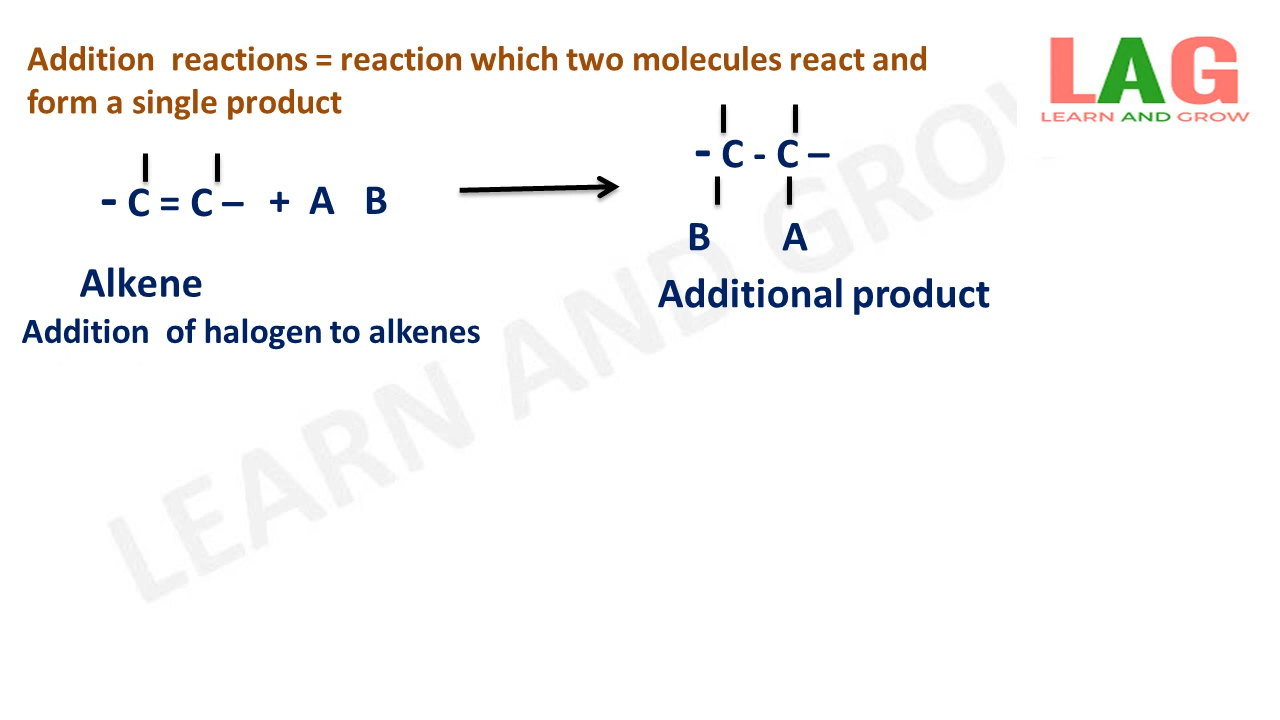 Addition reactions = reaction which two molecules react and
form a single product
LAG
LEARN AND GROW
- C = C – + A B
- C - C –
B A
Alkene
Additional product
Addition of halogen to alkenes
LEARN AND GROW